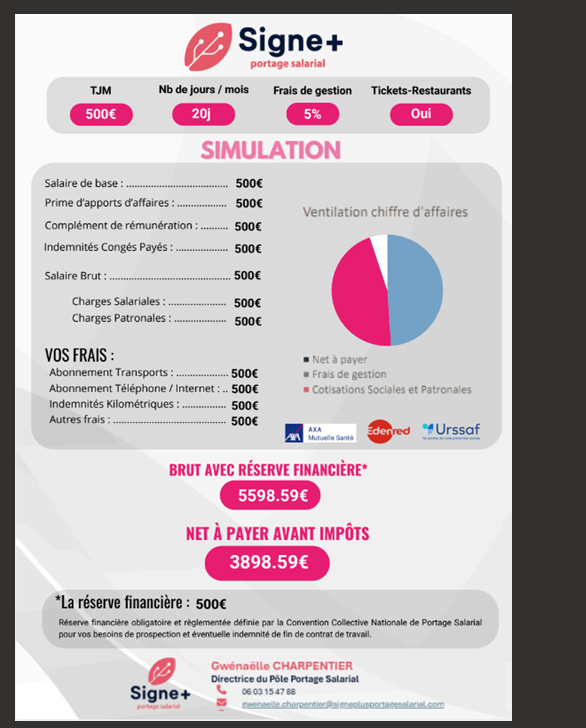 Signe+
portage salarial
TJM Nb de jours / mois Frais de gestion Tickets-Restaurants
500€ 20j 5% Oui
SIMULATION
Salaire de base : .................................. 500€
Prime d'apports d'affaires : ................. 500€
Complément de rémunération : ......... 500€
Indemnités Congés Payés : .................. 500€
Salaire Brut : ......................................... 500€
Charges Salariales : .................... 500€
Charges Patronales : .................. 500€
VOS FRAIS :
Abonnement Transports : .................. 500€
Abonnement Téléphone / Internet : .. 500€
Indemnités Kilométriques : ................ 500€
Autres frais : ...................................... 500€
Ventilation chiffre d'affaires
Net à payer
Frais de gestion
Cotisations Sociales et Patronales
AXA
AXA
Mutuelle Santé
Edenred
Urssaf
BRUT AVEC RÉSERVE FINANCIÈRE*
5598.59€
NET À PAYER AVANT IMPÔTS
3898.59€
*La réserve financière : 500€
Réserve financière obligatoire et règlementée définie par la Convention Collective Nationale de Portage Salarial
pour vos besoins de prospection et éventuelle indemnité de fin de contrat de travail.
Signe+
portage salarial
Gwénaëlle CHARPENTIER
Directrice du Pôle Portage Salarial
06 03 15 47 88
gwenaelle.charpentier@signeplusportagesalarial.com